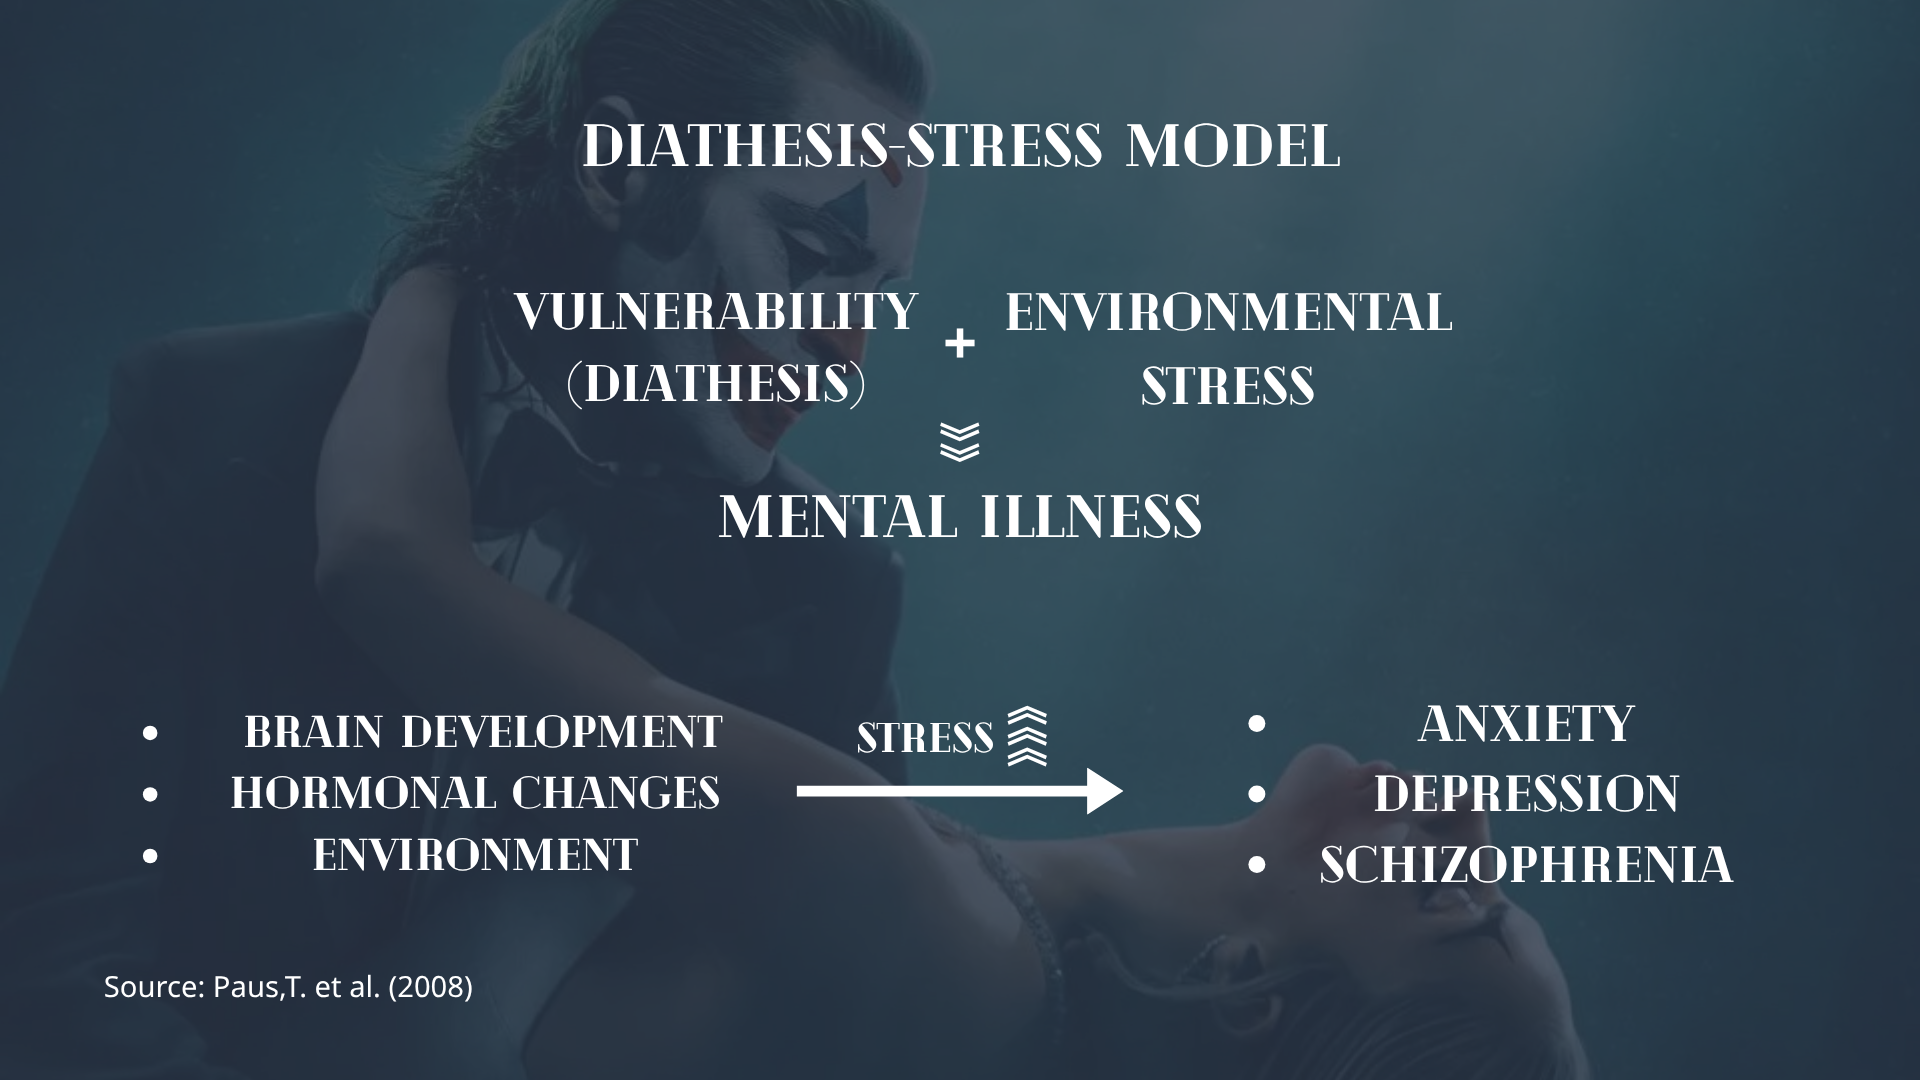 DIATHESIS-STRESS MODEL
VULNERABILITY
(DIATHESIS)
+
ENVIRONMENTAL
STRESS
MENTAL ILLNESS
• BRAIN DEVELOPMENT
• HORMONAL CHANGES
• ENVIRONMENT
STRESS
• ANXIETY
• DEPRESSION
• SCHIZOPHRENIA
Source: Paus,T. et al. (2008)